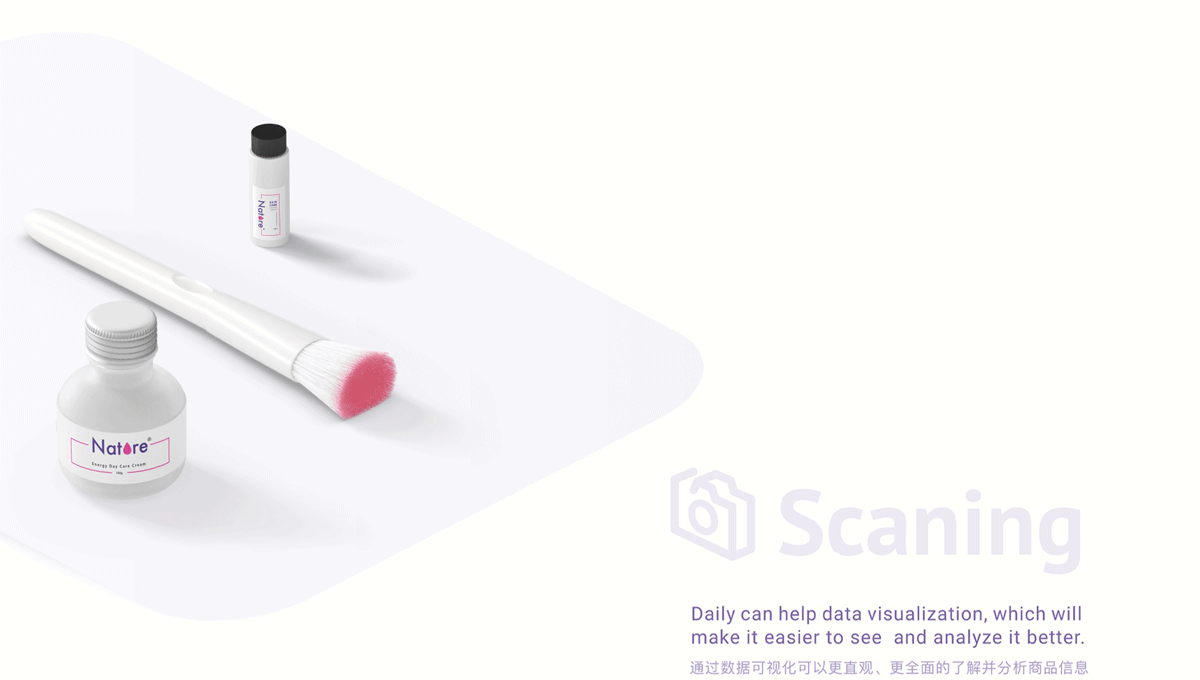 Natre®
Natre®
Energy Day Care Cream
Scaning
Daily can help data visualization, which will
make it easier to see and analyze it better.
通过数据可视化可以更直观、更全面的了解并分析商品信息